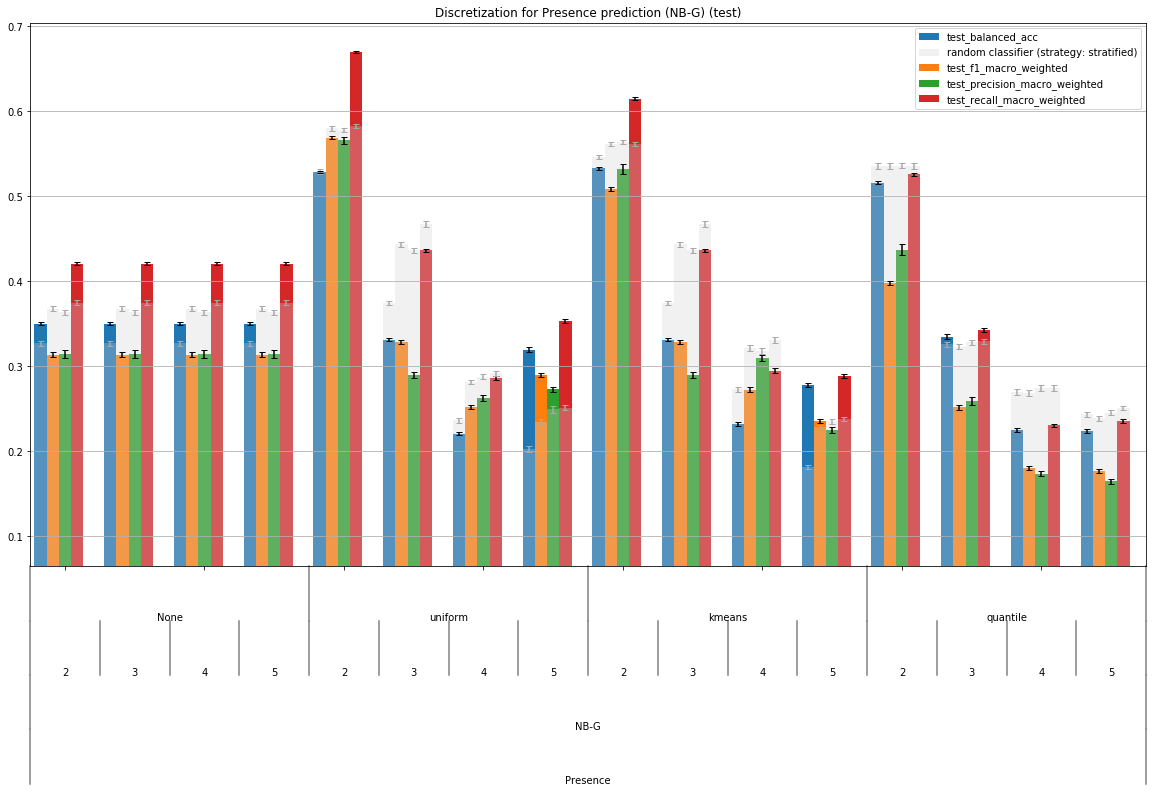 Discretization for Presence prediction (NB-G) (test)
test_balanced_acc
random classifier (strategy: stratified)
test_f1_macro_weighted
test_precision_macro_weighted
test_recall_macro_weighted
0.7
0.6
0.5
0.4
0.3
0.2
0.1
None uniform kmeans quantile
2 3 4 5 2 3 4 5 2 3 4 5 2 3 4 5
NB-G
Presence